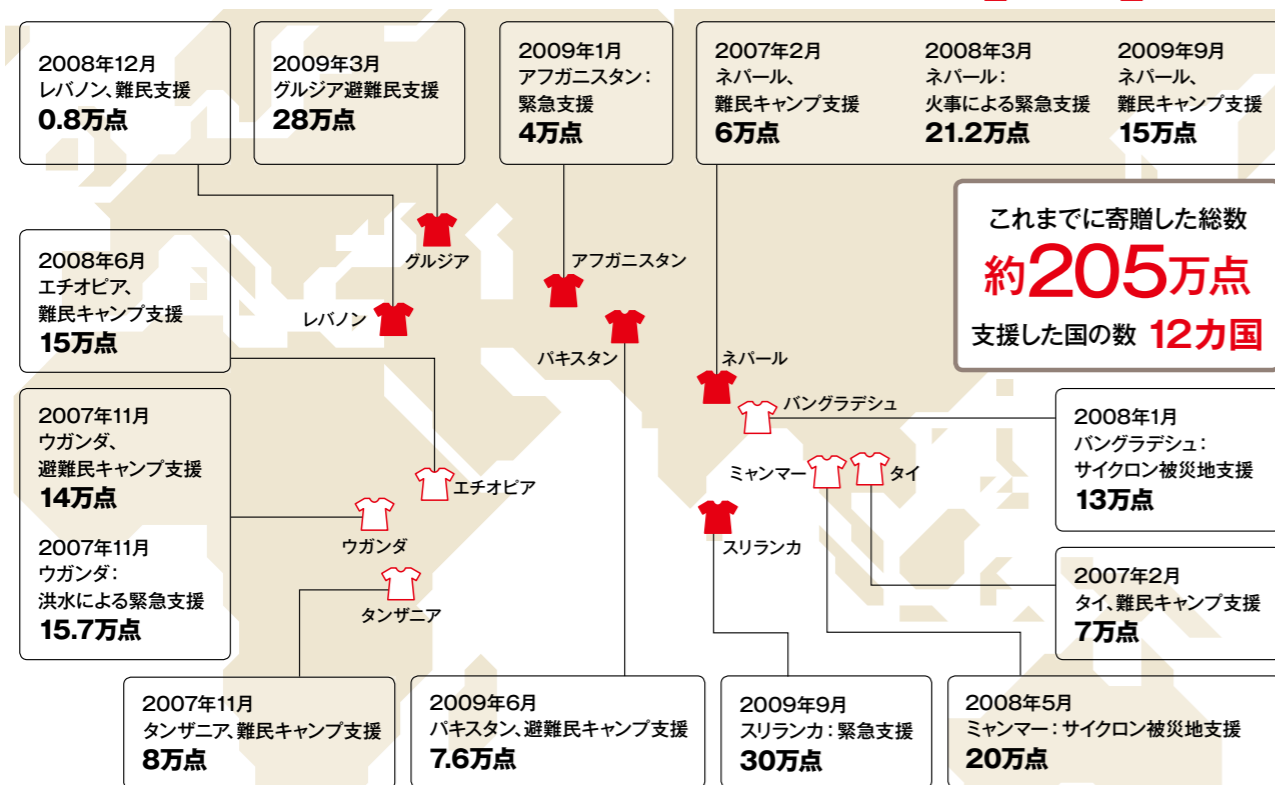 2008年12月
レバノン、難民支援
0.8万点
2009年3月
グルジア避難民支援
28万点
2009年1月
アフガニスタン：
緊急支援
4万点
2007年2月
ネパール、
難民キャンプ支援
6万点
2008年3月
ネパール：
火事による緊急支援
21.2万点
2009年9月
ネパール、
難民キャンプ支援
15万点
これまでに寄贈した総数
約205万点
支援した国の数 12カ国
グルジア
アフガニスタン
レバノン
パキスタン
ネパール
バングラデシュ
ミャンマー
タイ
エチオピア
スリランカ
ウガンダ
タンザニア
2008年6月
エチオピア、
難民キャンプ支援
15万点
2007年11月
ウガンダ、
避難民キャンプ支援
14万点
2007年11月
ウガンダ：
洪水による緊急支援
15.7万点
2008年1月
バングラデシュ：
サイクロン被災地支援
13万点
2007年2月
タイ、難民キャンプ支援
7万点
2007年11月
タンザニア、難民キャンプ支援
8万点
2009年6月
パキスタン、避難民キャンプ支援
7.6万点
2009年9月
スリランカ：緊急支援
30万点
2008年5月
ミャンマー：サイクロン被災地支援
20万点